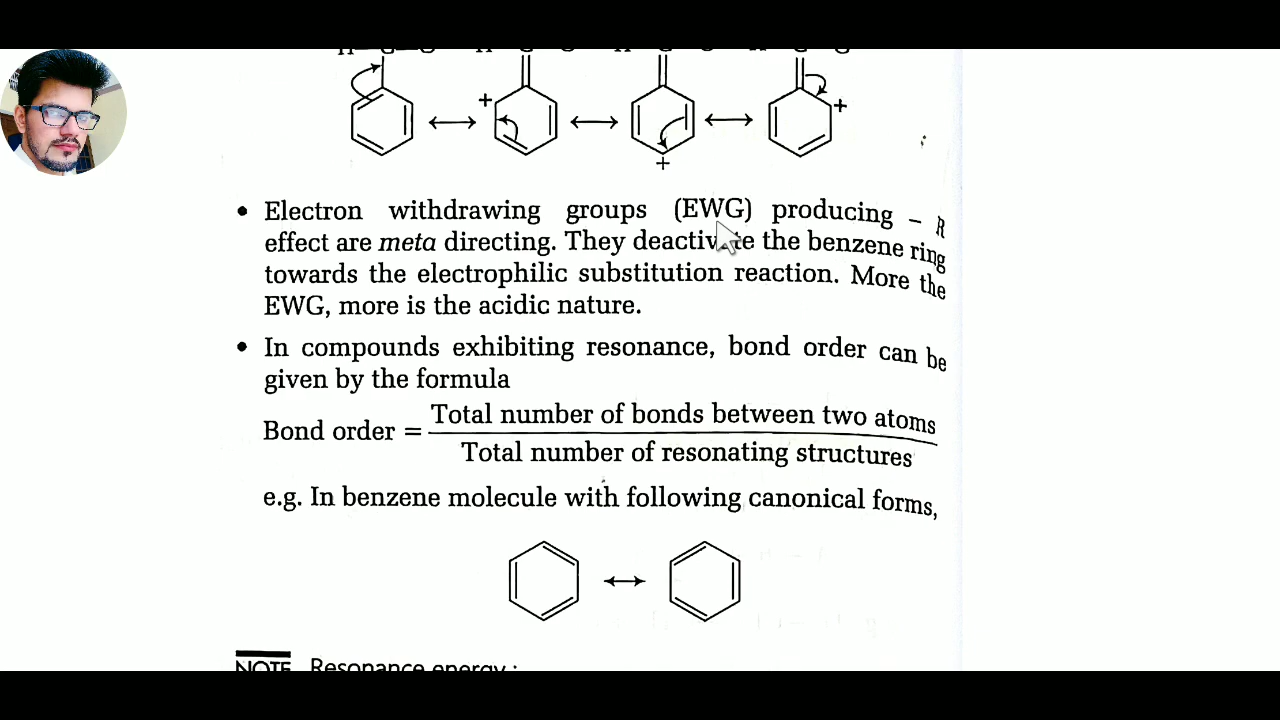 + +
+
• Electron withdrawing groups (EWG) producing – R
effect are meta directing. They deactivate the benzene ring
towards the electrophilic substitution reaction. More the
EWG, more is the acidic nature.
• In compounds exhibiting resonance, bond order can be
given by the formula
Bond order = Total number of bonds between two atoms
Total number of resonating structures
e.g. In benzene molecule with following canonical forms,
NOTE Resonance energy :